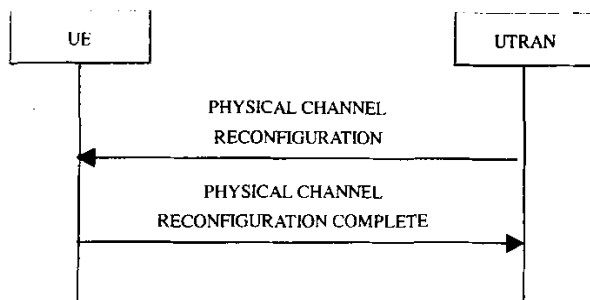 UE
UTRAN
PHYSICAL CHANNEL
RECONFIGURATION
PHYSICAL CHANNEL
RECONFIGURATION COMPLETE